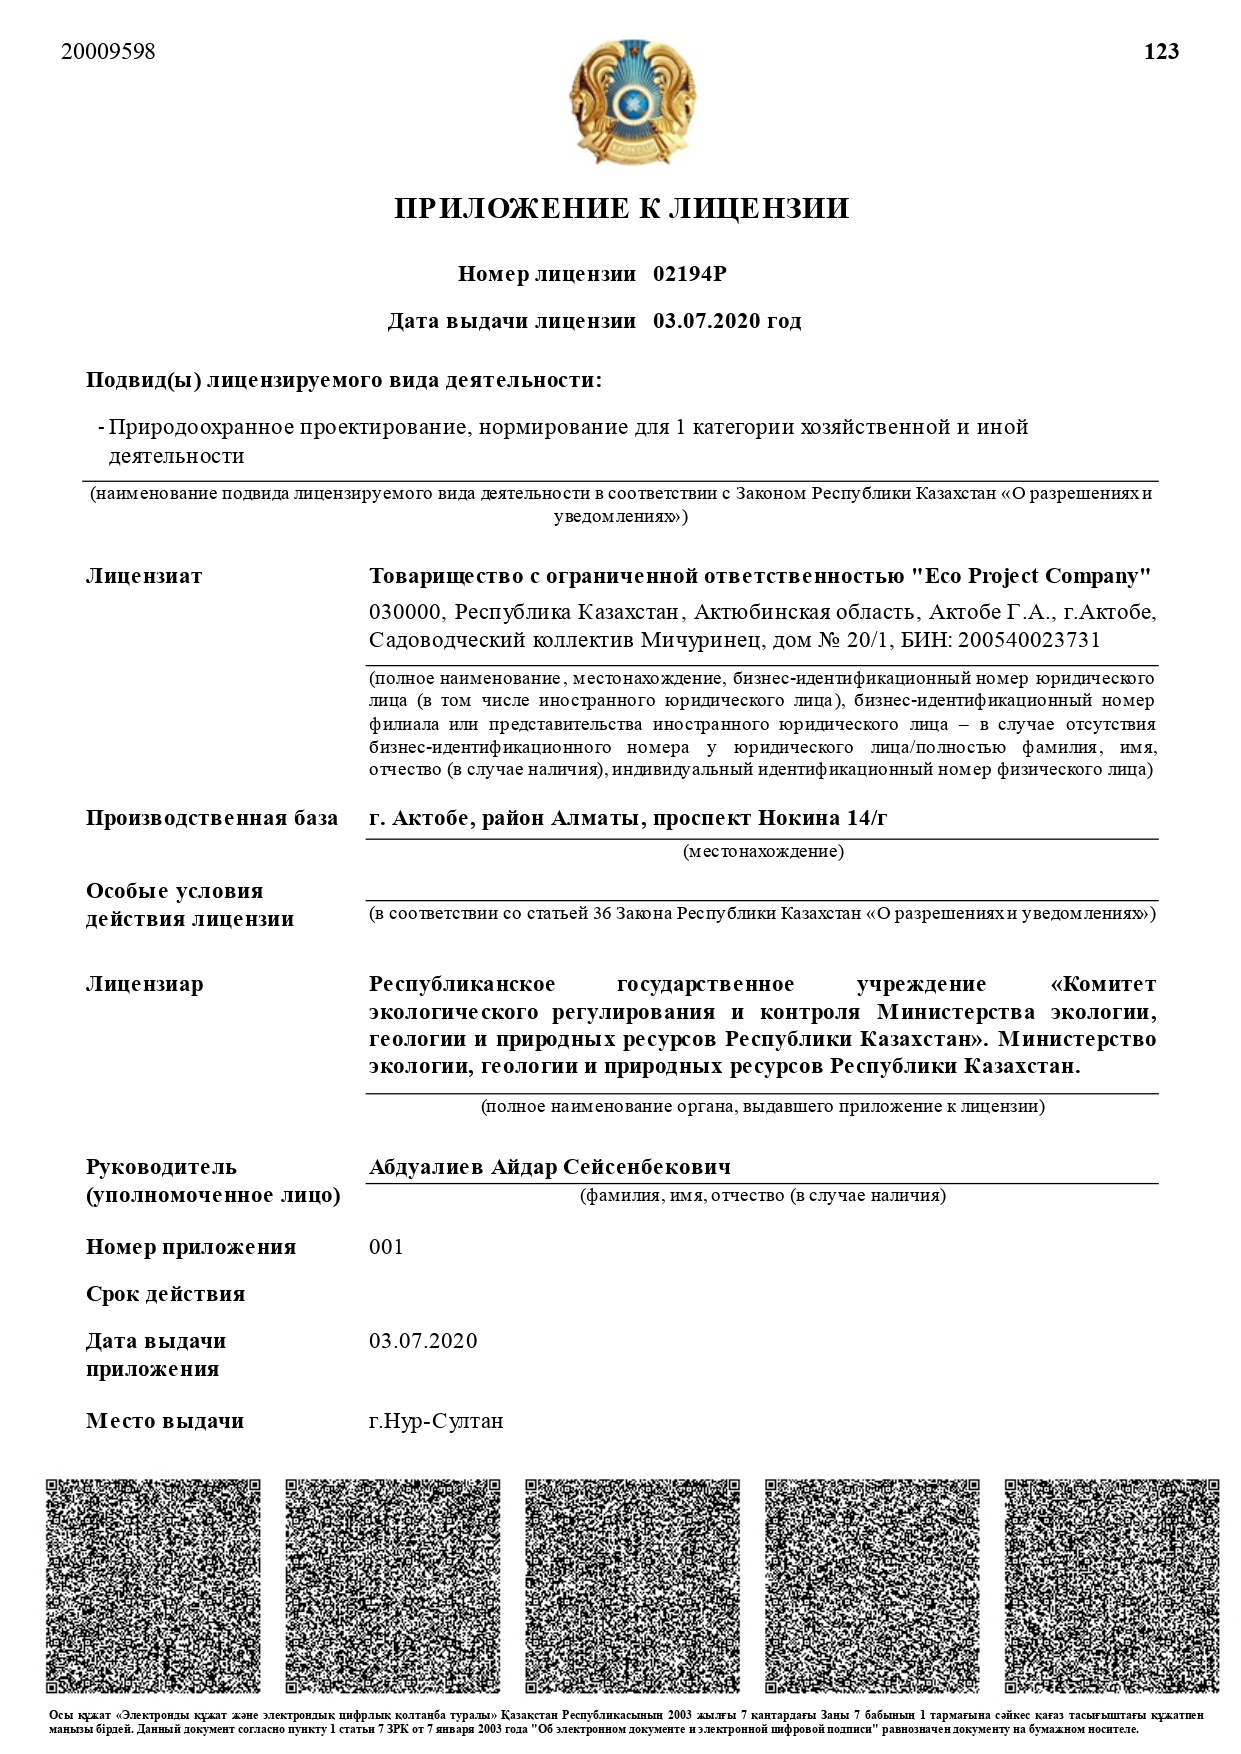 20009598
123
ПРИЛОЖЕНИЕ К ЛИЦЕНЗИИ
Номер лицензии 02194Р
Дата выдачи лицензии 03.07.2020 год
Подвид(ы) лицензируемого вида деятельности:
- Природоохранное проектирование, нормирование для 1 категории хозяйственной и иной
деятельности
(наименование подвида лицензируемого вида деятельности в соответствии с Законом Республики Казахстан «О разрешениях и
уведомлениях»)
Лицензиат
Товарищество с ограниченной ответственностью "Eco Project Company"
030000, Республика Казахстан, Актюбинская область, Актобе Г.А., г.Актобе,
Садоводческий коллектив Мичуринец, дом № 20/1, БИН: 200540023731
(полное наименование, местонахождение, бизнес-идентификационный номер юридического
лица (в том числе иностранного юридического лица), бизнес-идентификационный номер
филиала или представительства иностранного юридического лица – в случае отсутствия
бизнес-идентификационного номера у юридического лица/полностью фамилия, имя,
отчество (в случае наличия), индивидуальный идентификационный номер физического лица)
Производственная база
г. Актобе, район Алматы, проспект Нокина 14/г
(местонахождение)
Особые условия
действия лицензии
(в соответствии со статьей 36 Закона Республики Казахстан «О разрешениях и уведомлениях»)
Лицензиар
Республиканское государственное учреждение «Комитет
экологического регулирования и контроля Министерства экологии,
геологии и природных ресурсов Республики Казахстан». Министерство
экологии, геологии и природных ресурсов Республики Казахстан.
(полное наименование органа, выдавшего приложение к лицензии)
Руководитель
(уполномоченное лицо)
Абдуалиев Айдар Сейсенбекович
(фамилия, имя, отчество (в случае наличия)
Номер приложения
001
Срок действия
Дата выдачи
приложения
03.07.2020
Место выдачи
г.Нур-Султан
Осы құжат «Электронды құжат және электрондық цифрлық қолтаңба туралы» Қазақстан Республикасының 2003 жылғы 7 қаңтардағы Заңы 7 бабының 1 тармағына сәйкес қағаз тасығыштағы құжатпен
маңызы бірдей. Данный документ согласно пункту 1 статьи 7 ЗРК от 7 января 2003 года "Об электронном документе и электронной цифровой подписи" равнозначен документу на бумажном носителе.